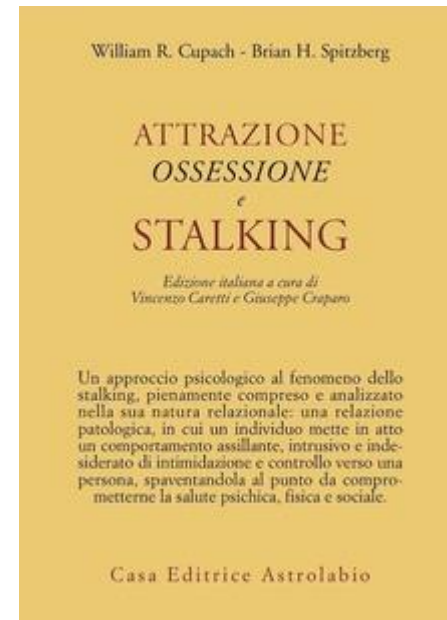 William R. Cupach - Brian H. Spitzberg
ATTRAZIONE
OSSESSIONE
e
STALKING
Edizione italiana a cura di
Vincenzo Caretti e Giuseppe Craparo
Un approccio psicologico al fenomeno dello
stalking, pienamente compreso e analizzato
nella sua natura relazionale: una relazione
patologica, in cui un individuo mette in atto
un comportamento assillante, intrusivo e inde-
siderato di intimidazione e controllo verso una
persona, spaventandola al punto da compro-
metterne la salute psichica, fisica e sociale.
Casa Editrice Astrolabio